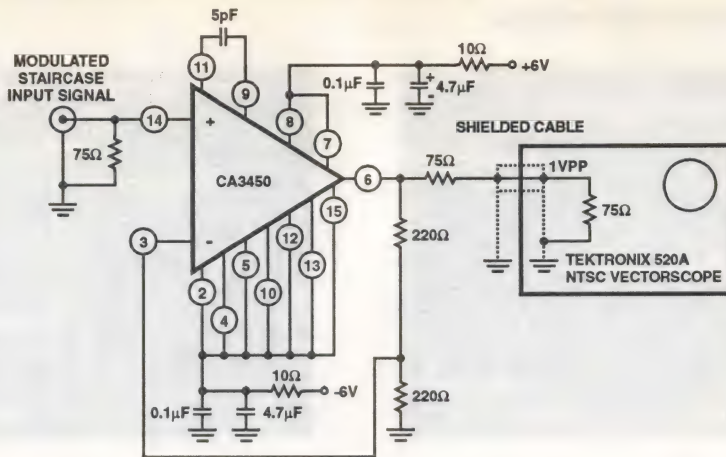 5pF
11
9
MODULATED
STAIRCASE
INPUT SIGNAL
14
75Ω
+
CA3450
3
-
8
7
0.1µF
+
-
4.7µF
10Ω
+6V
6
15
75Ω
SHIELDED CABLE
1VPP
75Ω
TEKTRONIX 520A
NTSC VECTORSCOPE
220Ω
220Ω
2
4
5
10
12
13
10Ω
-6V
0.1µF
4.7µF